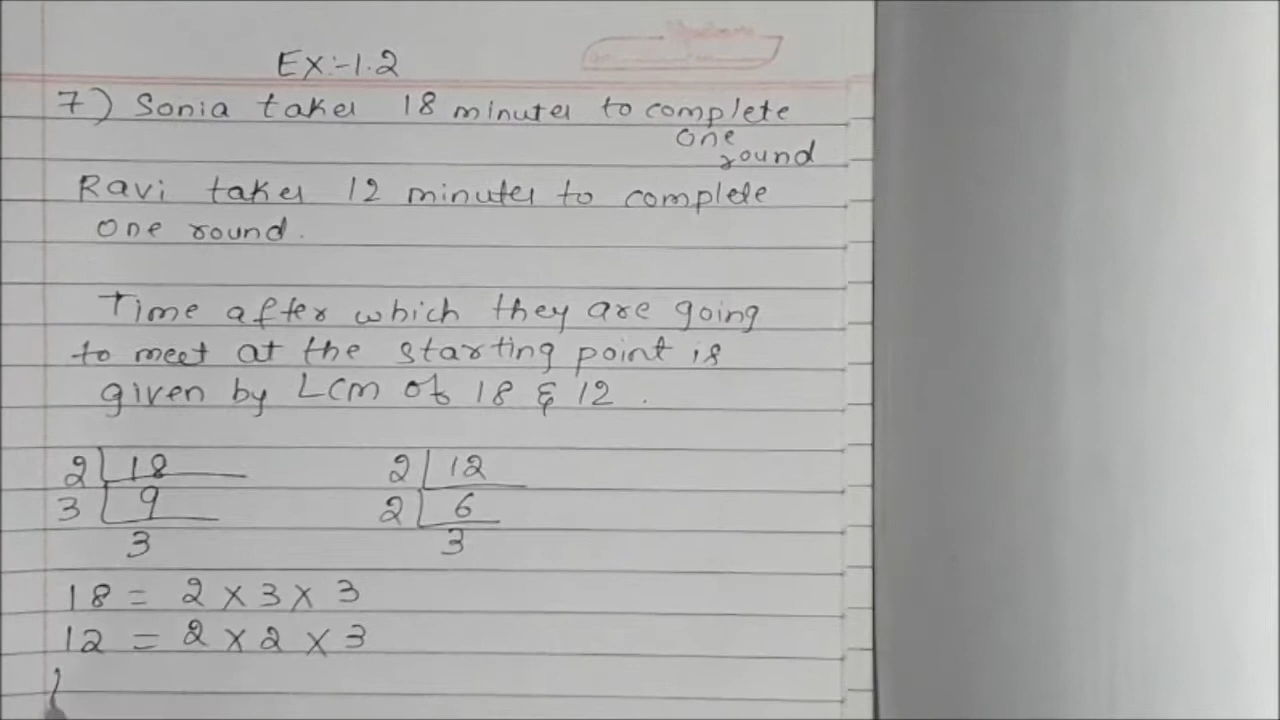 Ex:-1.2
7) Sonia takes 18 minutes to complete
one
round
Ravi takes 12 minutes to complete
one round.
Time after which they are going
to meet at the starting point is
given by LCM of 18 & 12.
2 18 2 12
3 9 2 6
3 3
18 = 2 × 3 × 3
12 = 2 × 2 × 3